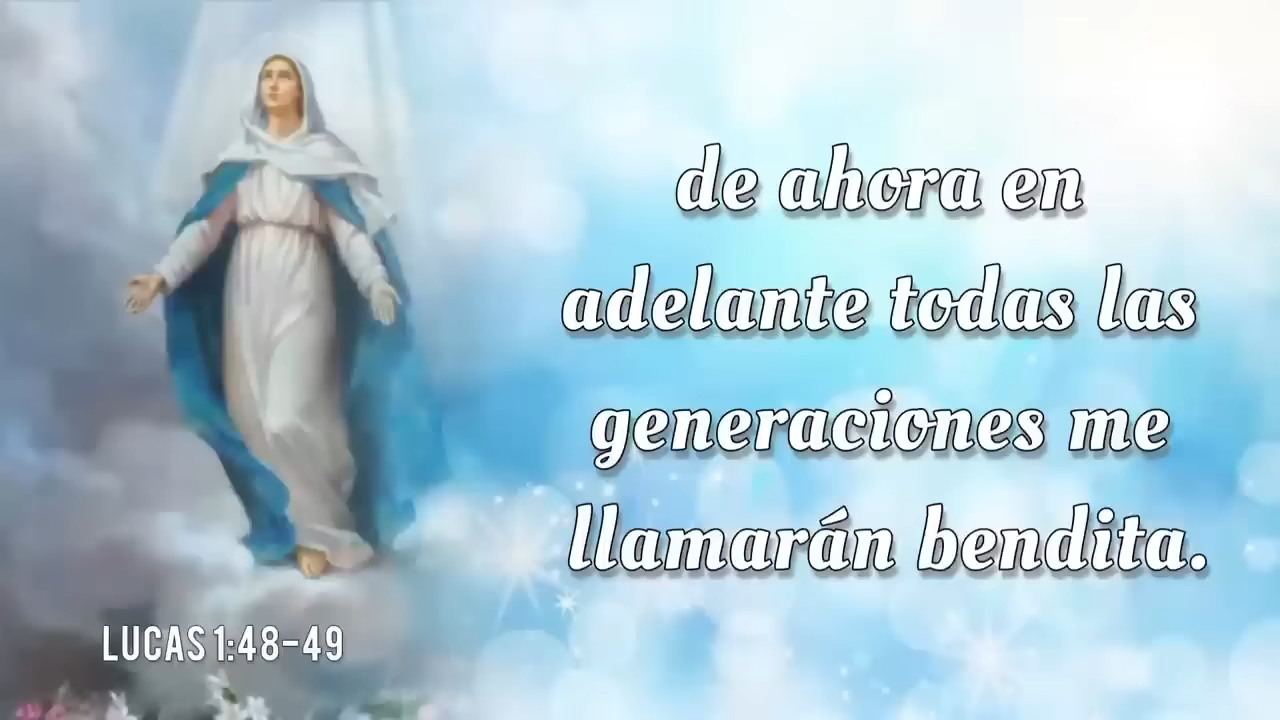 de ahora en
adelante todas las
generaciones me
llamarán bendita.
LUCAS 1:48-49